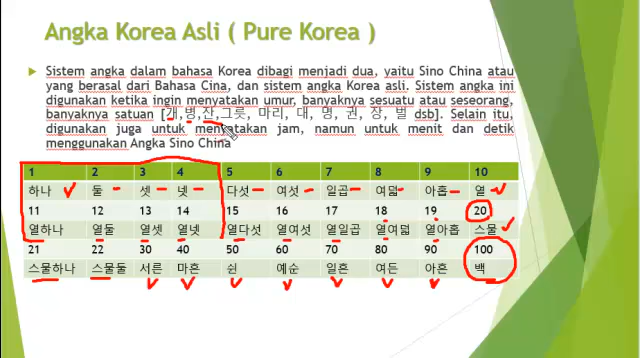 Angka Korea Asli ( Pure Korea )
Sistem angka dalam bahasa Korea dibagi menjadi dua, yaitu Sino China atau
yang berasal dari Bahasa Cina, dan sistem angka Korea asli. Sistem angka ini
digunakan ketika ingin menyatakan umur, banyaknya sesuatu atau seseorang,
banyaknya satuan [개,병,잔,그릇, 마리, 대, 명, 권, 장, 벌 dsb]. Selain itu,
digunakan juga untuk menyatakan jam, namun untuk menit dan detik
menggunakan Angka Sino China
1 2 3 4 5 6 7 8 9 10
하나 둘 셋 넷 다섯 여섯 일곱 여덟 아홉 열
11 12 13 14 15 16 17 18 19 20
열하나 열둘 열셋 열넷 열다섯 열여섯 열일곱 열여덟 열아홉 스물
21 22 30 40 50 60 70 80 90 100
스물하나 스물둘 서른 마흔 쉰 예순 일흔 여든 아흔 백